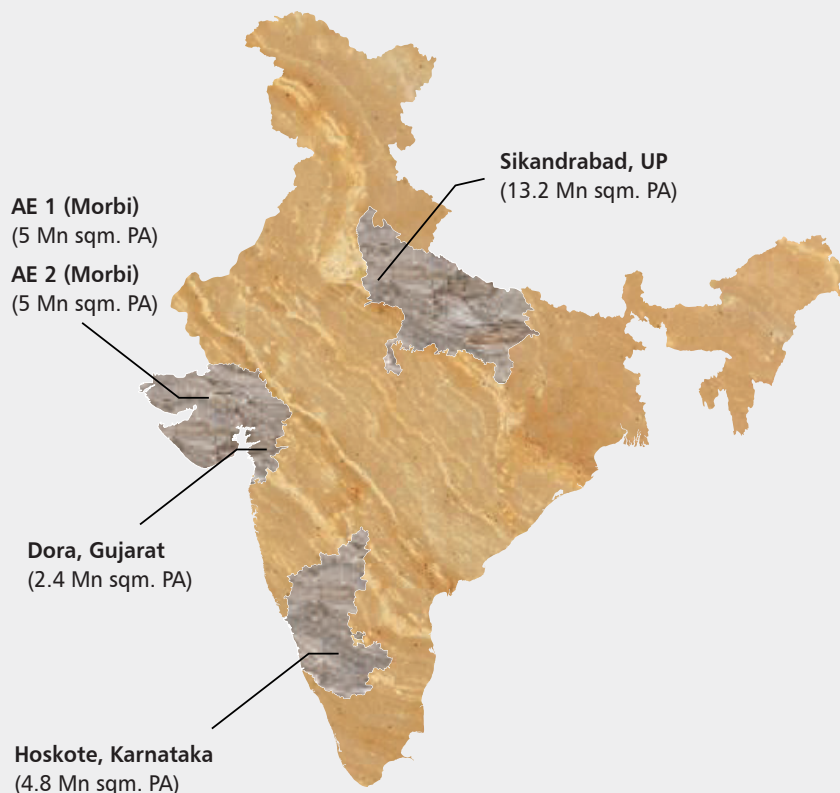 Sikandrabad, UP
(13.2 Mn sqm. PA)
AE 1 (Morbi)
(5 Mn sqm. PA)
AE 2 (Morbi)
(5 Mn sqm. PA)
Dora, Gujarat
(2.4 Mn sqm. PA)
Hoskote, Karnataka
(4.8 Mn sqm. PA)